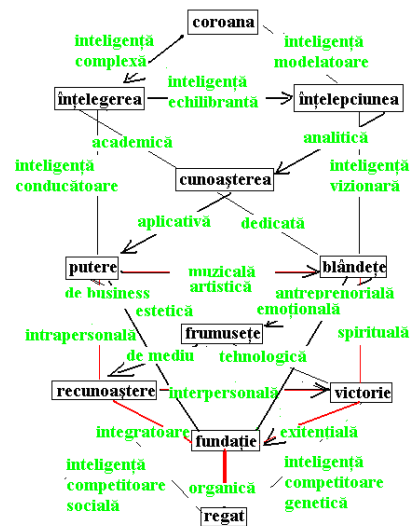 coroana
inteligență
complexă
inteligență
modelatoare
înțelegerea
inteligență
echilibrantă
înțelepciunea
academică
analitică
inteligență
conducătoare
cunoașterea
inteligență
vizionară
aplicativă
dedicată
putere
muzicală
artistică
blândețe
de business
antreprenorială
estetică
emoțională
intrapersonală
frumusețe
spirituală
de mediu
tehnologică
recunoaștere
interpersonală
victorie
integratoare
fundație
exitențială
inteligență
competitoare
socială
organică
inteligență
competitoare
genetică
regat